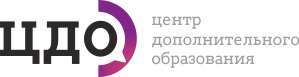 ЦДО
центр
дополнительного
образования